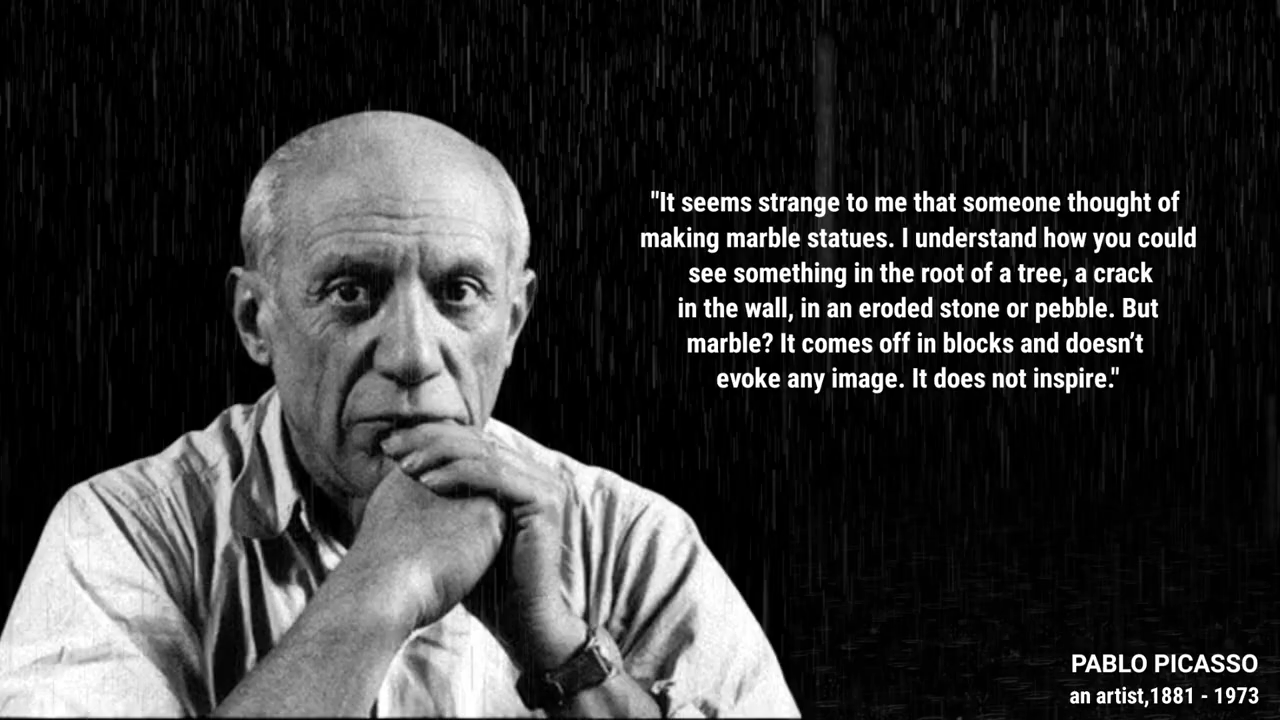 "It seems strange to me that someone thought of
making marble statues. I understand how you could
see something in the root of a tree, a crack
in the wall, in an eroded stone or pebble. But
marble? It comes off in blocks and doesn’t
evoke any image. It does not inspire."
PABLO PICASSO
an artist,1881 - 1973